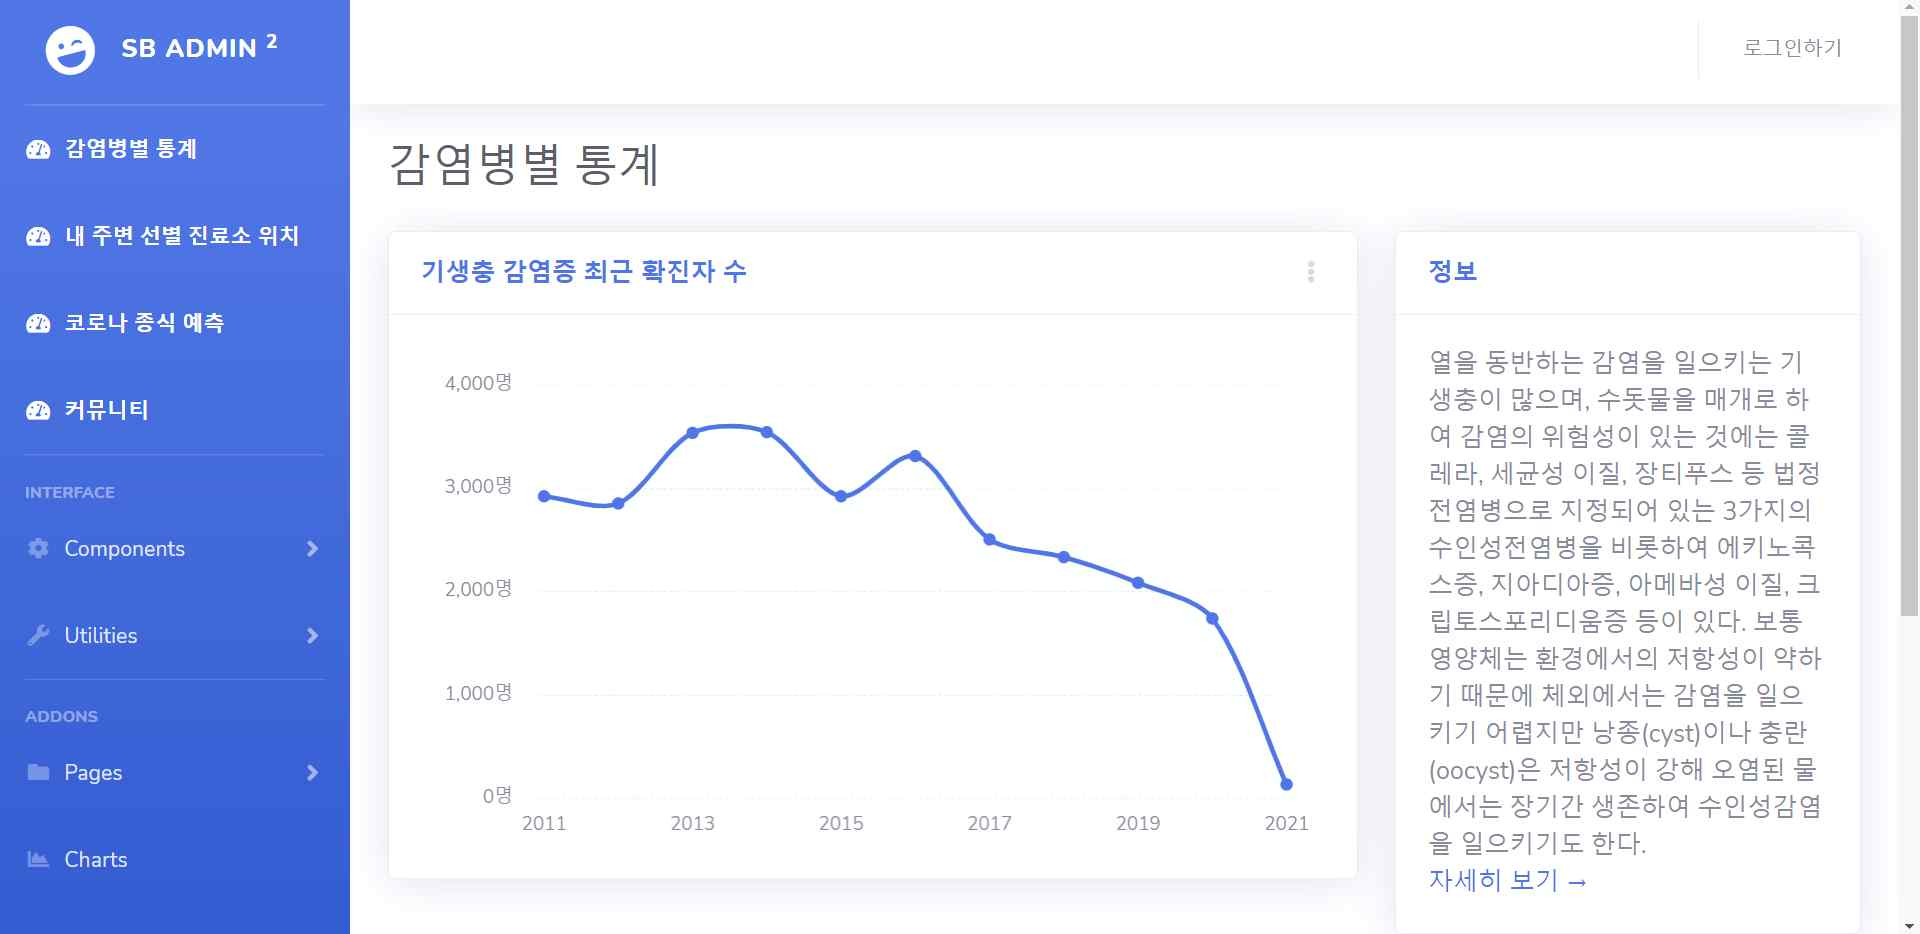 SB ADMIN 2
감염병별 통계
내 주변 선별 진료소 위치
코로나 종식 예측
커뮤니티
INTERFACE
Components
Utilities
ADDONS
Pages
Charts
로그인하기
감염병별 통계
기생충 감염증 최근 확진자 수
4,000명
3,000명
2,000명
1,000명
0명
2011 2013 2015 2017 2019 2021
정보
열을 동반하는 감염을 일으키는 기
생충이 많으며, 수돗물을 매개로 하
여 감염의 위험성이 있는 것에는 콜
레라, 세균성 이질, 장티푸스 등 법정
전염병으로 지정되어 있는 3가지의
수인성전염병을 비롯하여 에키노콕
스증, 지아디아증, 아메바성 이질, 크
립토스포리디움증 등이 있다. 보통
영양체는 환경에서의 저항성이 약하
기 때문에 체외에서는 감염을 일으
키기 어렵지만 낭종(cyst)이나 충란
(oocyst)은 저항성이 강해 오염된 물
에서는 장기간 생존하여 수인성감염
을 일으키기도 한다.
자세히 보기 →